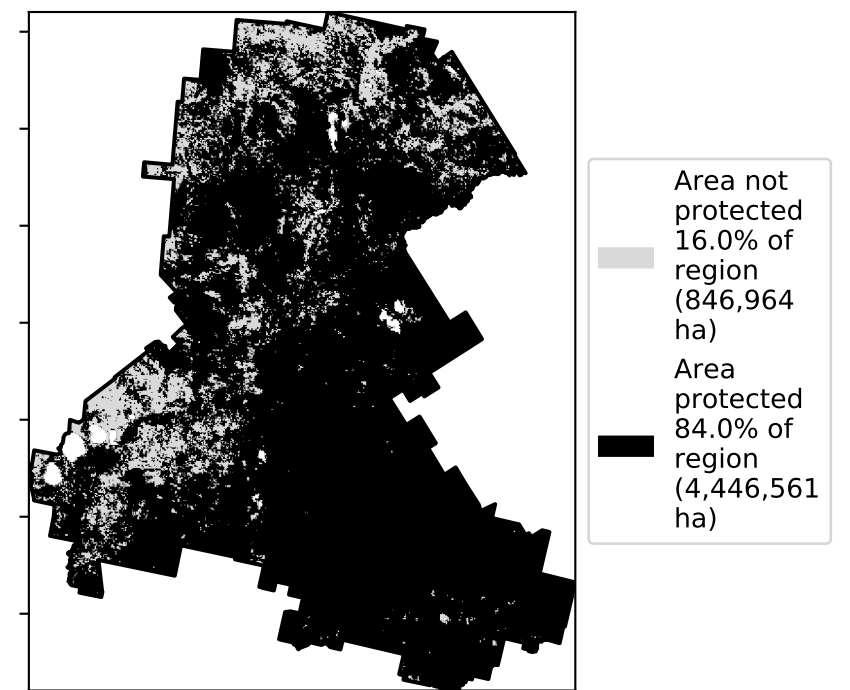 Area not
protected
16.0% of
region
(846,964
ha)
Area
protected
84.0% of
region
(4,446,561
ha)